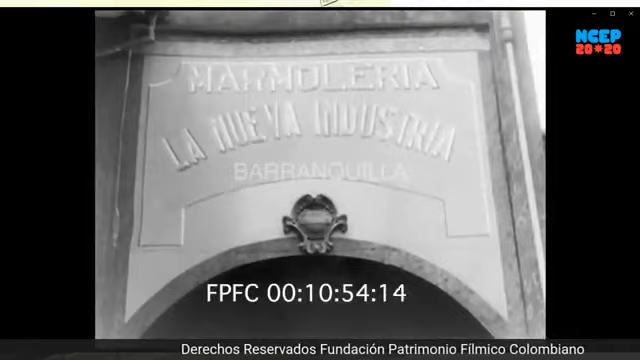 NCEP
20*20
MARMOLERIA
LA NUEVA INDUSTRIA
BARRANQUILLA
FPFC 00:10:54:14
Derechos Reservados Fundación Patrimonio Fílmico Colombiano